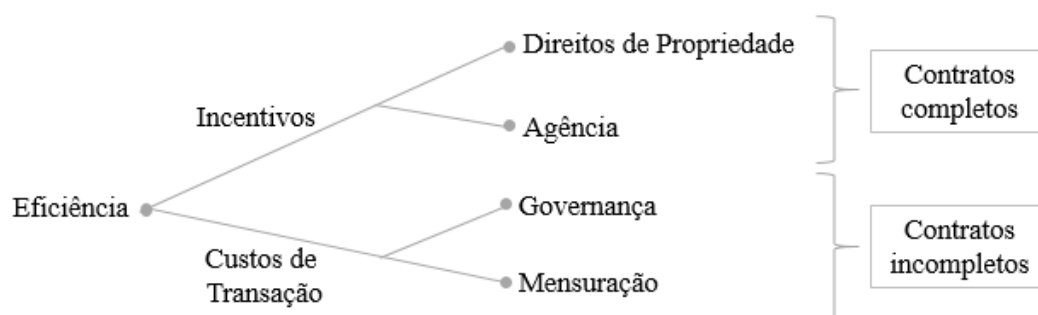 Direitos de Propriedade
Contratos
completos
Incentivos
Agência
Eficiência
Governança
Contratos
incompletos
Custos de
Transação
Mensuração